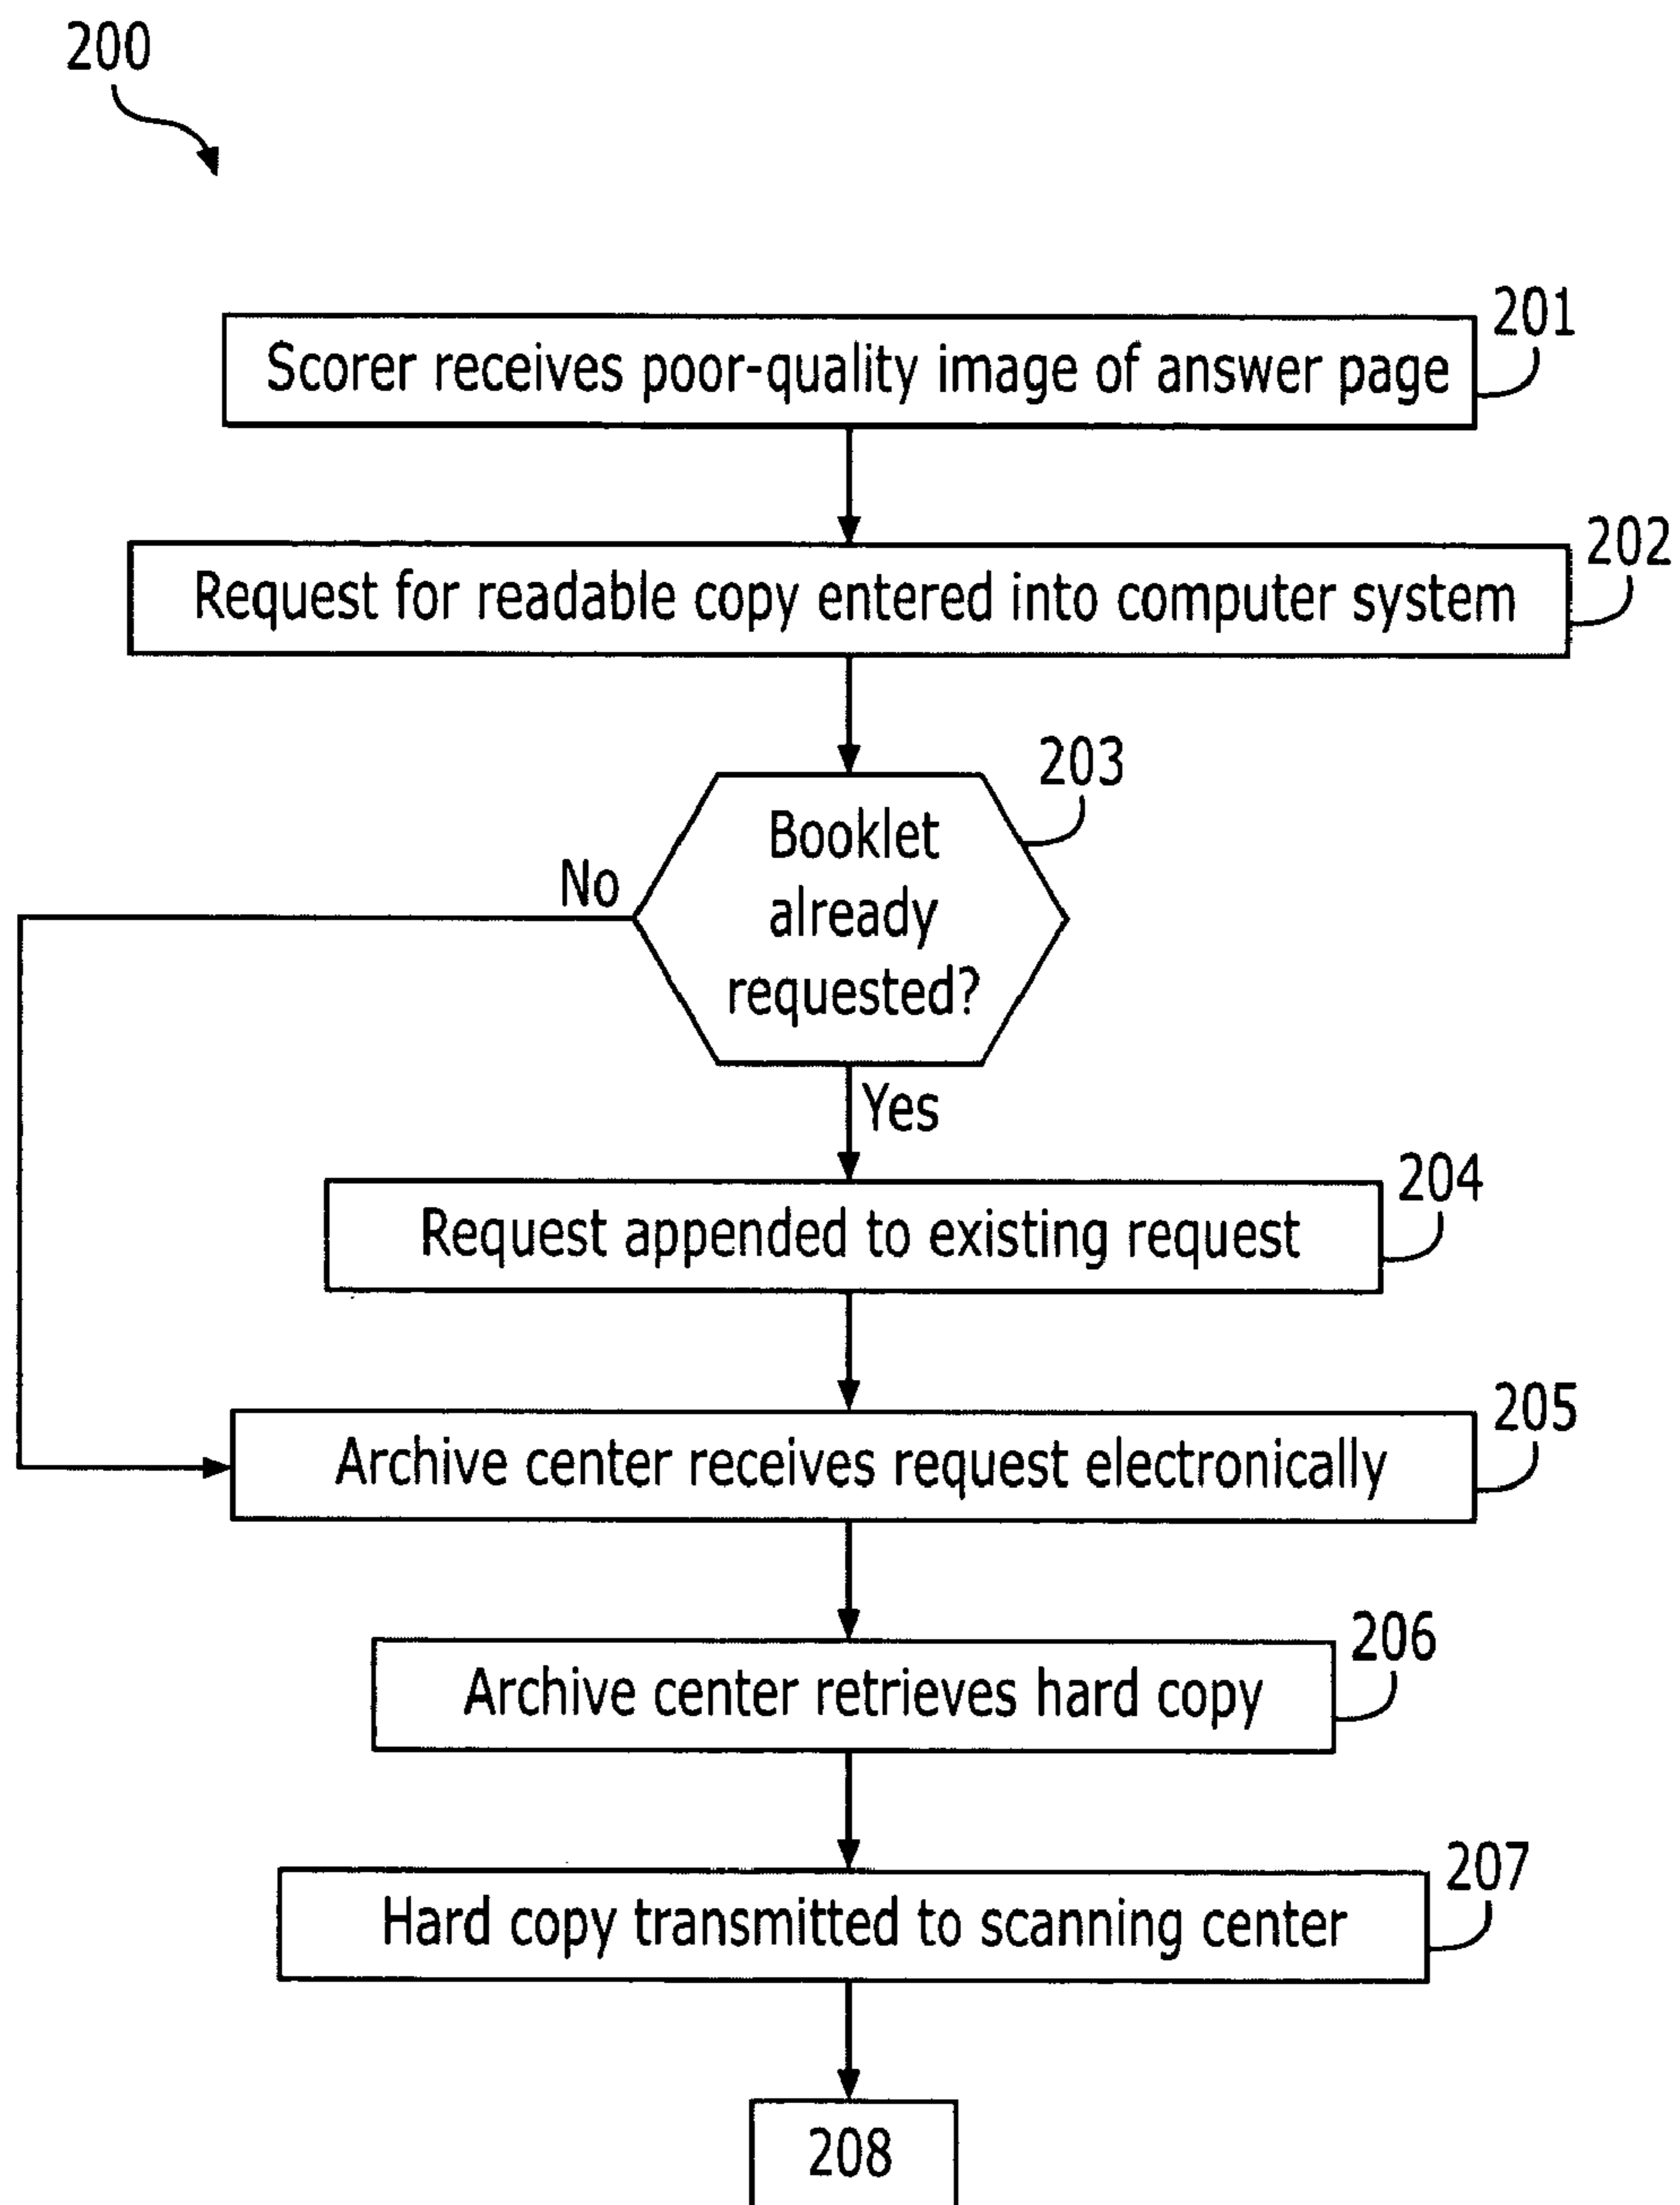 200
201
Scorer receives poor-quality image of answer page
202
Request for readable copy entered into computer system
203
Booklet
already
requested?
No
Yes
204
Request appended to existing request
205
Archive center receives request electronically
206
Archive center retrieves hard copy
207
Hard copy transmitted to scanning center
208